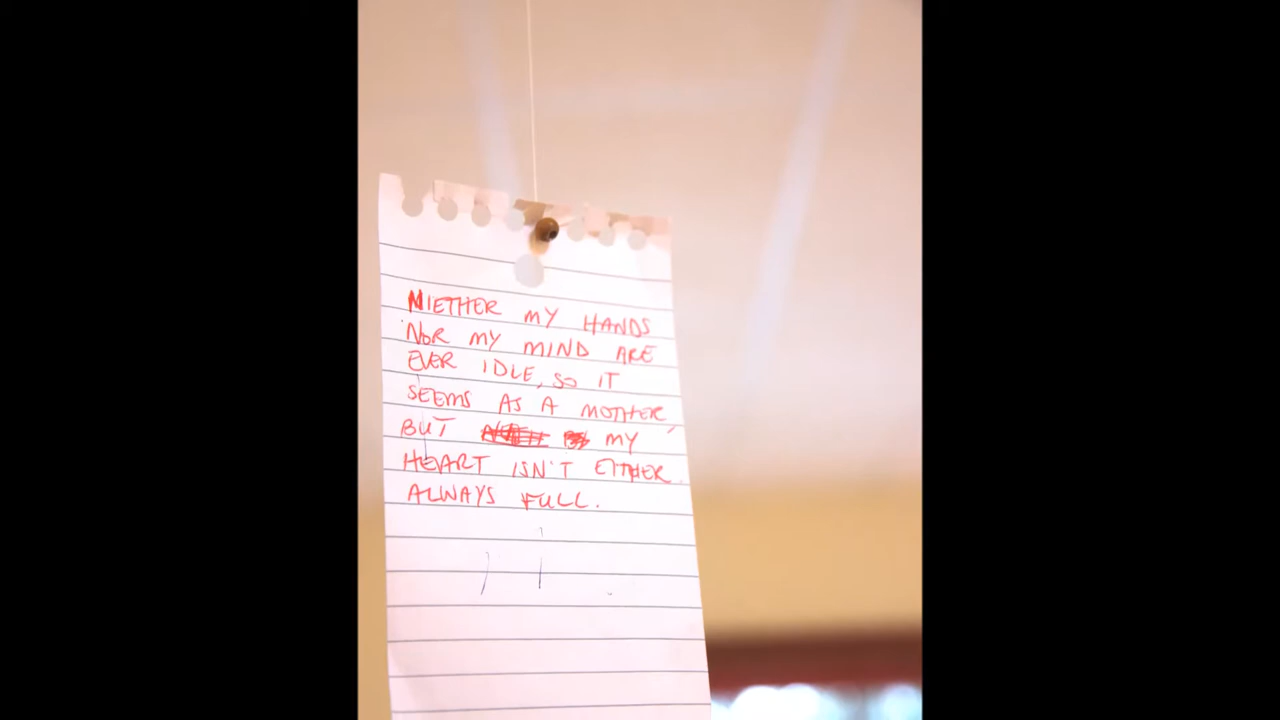 NIETHER MY HANDS
NOR MY MIND ARE
EVER IDLE, SO IT
SEEMS AS A MOTHER,
BUT MY
HEART ISN'T EITHER.
ALWAYS FULL.